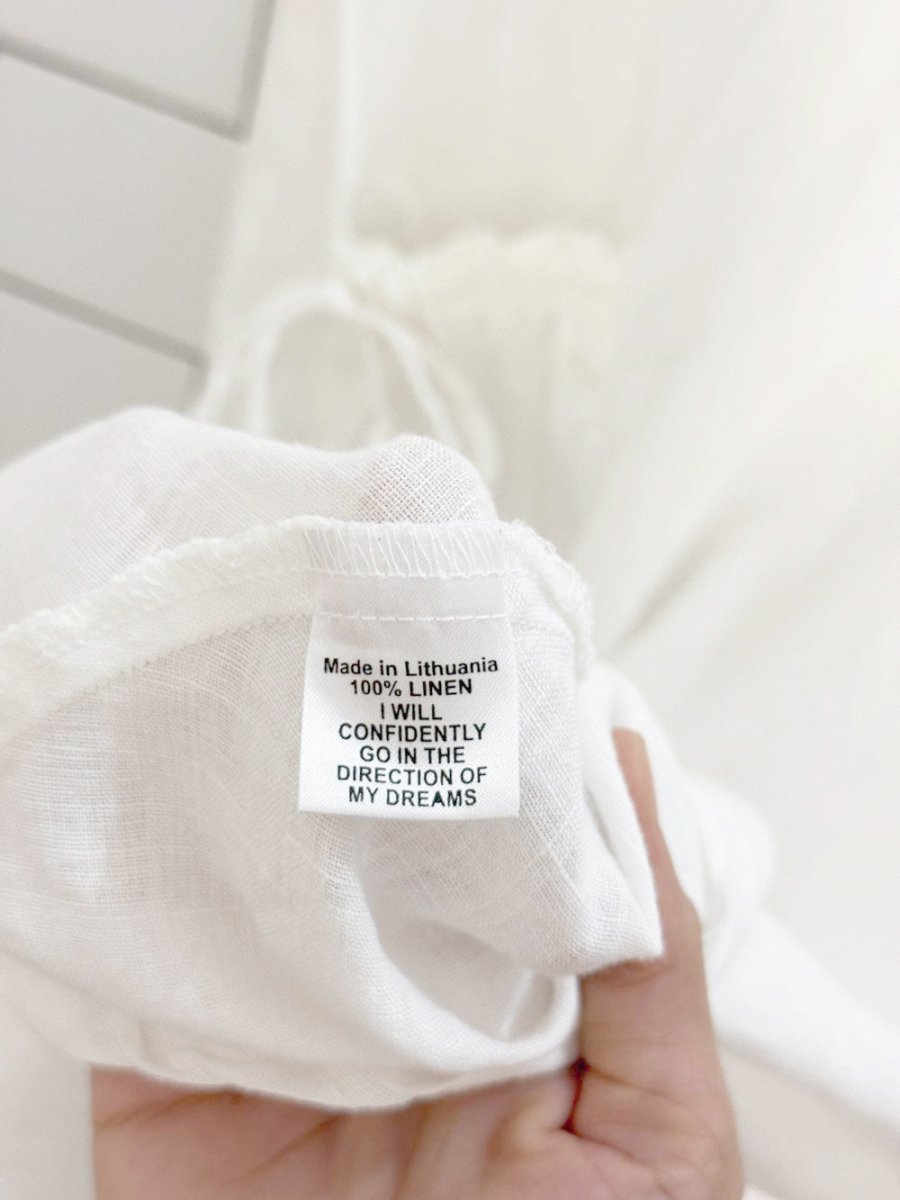 Made in Lithuania
100% LINEN
I WILL
CONFIDENTLY
GO IN THE
DIRECTION OF
MY DREAMS